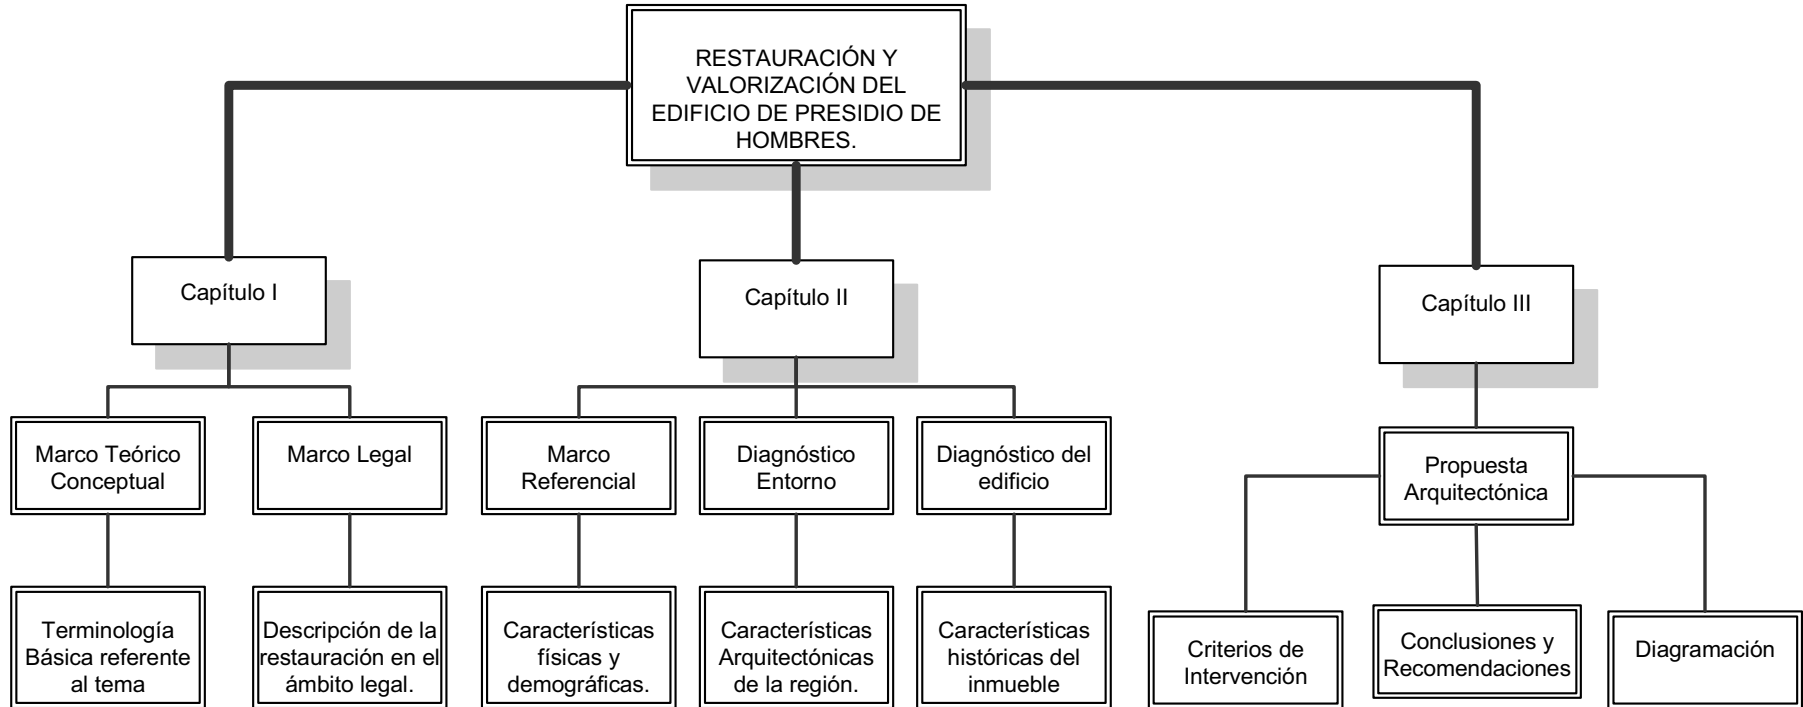 RESTAURACIÓN Y
VALORIZACIÓN DEL
EDIFICIO DE PRESIDIO DE
HOMBRES.
Capítulo I
Capítulo II
Capítulo III
Marco Teórico
Conceptual
Marco Legal
Marco
Referencial
Diagnóstico
Entorno
Diagnóstico del
edificio
Propuesta
Arquitectónica
Terminología
Básica referente
al tema
Descripción de la
restauración en el
ámbito legal.
Características
físicas y
demográficas.
Características
Arquitectónicas
de la región.
Características
históricas del
inmueble
Criterios de
Intervención
Conclusiones y
Recomendaciones
Diagramación